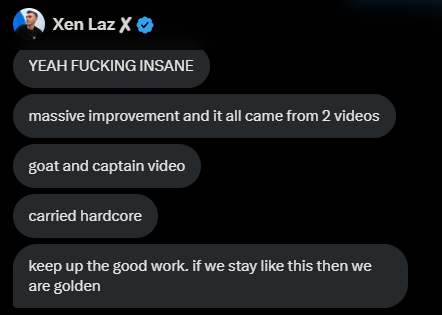 Xen Laz X
YEAH FUCKING INSANE
massive improvement and it all came from 2 videos
goat and captain video
carried hardcore
keep up the good work. if we stay like this then we
are golden